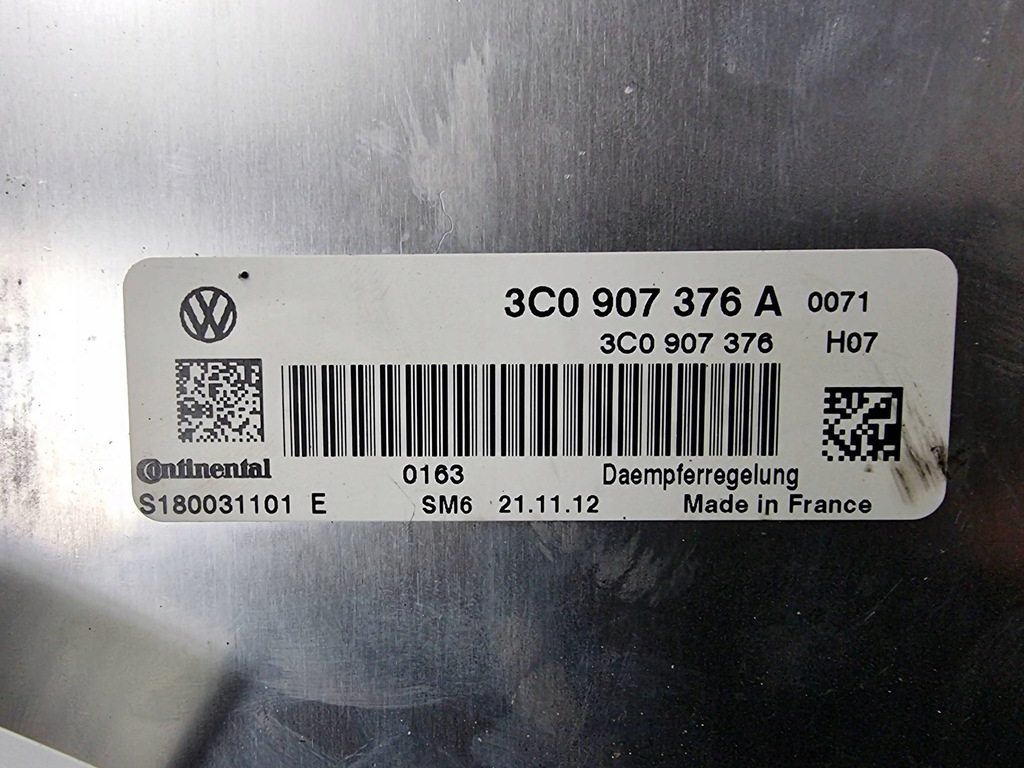 3C0 907 376 A 0071
3C0 907 376 H07
Continental
0163 Daempferregelung
S180031101 E SM6 21.11.12 Made in France